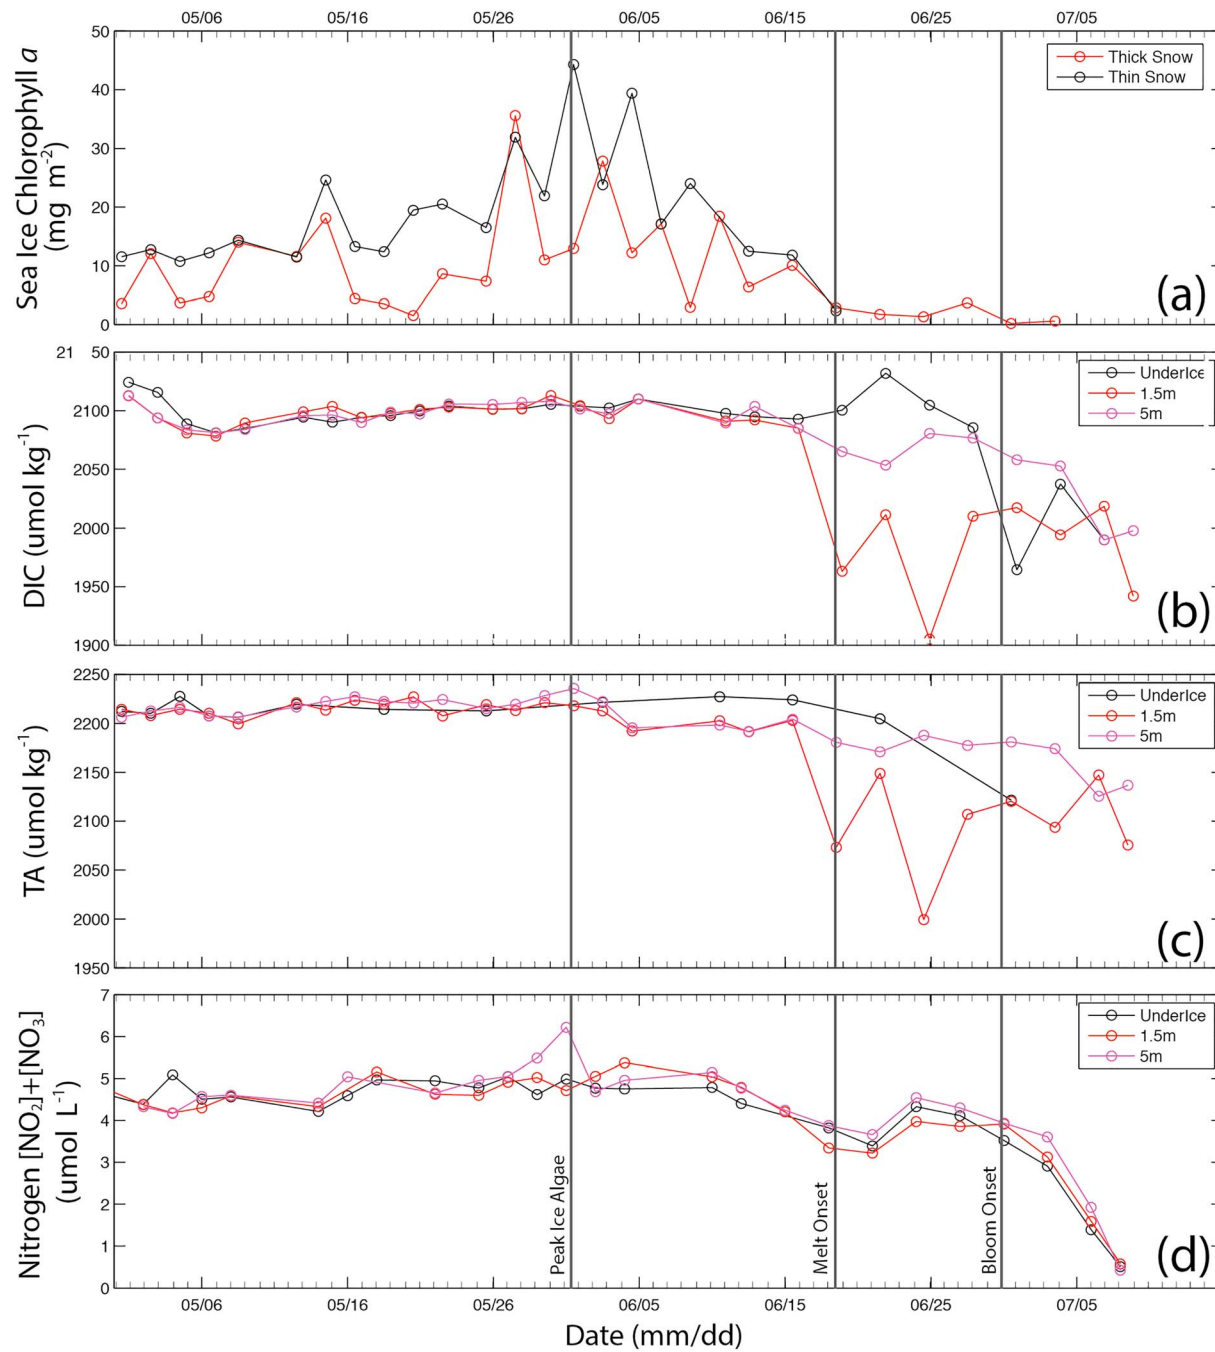 05/06 05/16 05/26 06/05 06/15 06/25 07/05
Sea Ice Chlorophyll a
(mg m-2)
50
40
30
20
10
0
Thick Snow
Thin Snow
(a)
DIC (umol kg-1)
21 50
2100
2050
2000
1950
1900
UnderIce
1.5m
5m
(b)
TA (umol kg-1)
2250
2200
2150
2100
2050
2000
1950
UnderIce
1.5m
5m
(c)
Nitrogen [NO2]+[NO3]
(umol L-1)
7
6
5
4
3
2
1
0
UnderIce
1.5m
5m
Peak Ice Algae
Melt Onset
Bloom Onset
(d)
05/06 05/16 05/26 06/05 06/15 06/25 07/05
Date (mm/dd)